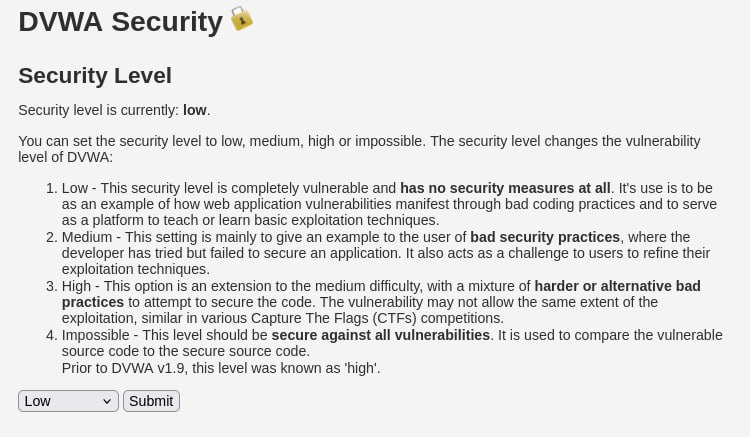 DVWA Security
Security Level
Security level is currently: low.
You can set the security level to low, medium, high or impossible. The security level changes the vulnerability
level of DVWA:
1. Low - This security level is completely vulnerable and has no security measures at all. It's use is to be
as an example of how web application vulnerabilities manifest through bad coding practices and to serve
as a platform to teach or learn basic exploitation techniques.
2. Medium - This setting is mainly to give an example to the user of bad security practices, where the
developer has tried but failed to secure an application. It also acts as a challenge to users to refine their
exploitation techniques.
3. High - This option is an extension to the medium difficulty, with a mixture of harder or alternative bad
practices to attempt to secure the code. The vulnerability may not allow the same extent of the
exploitation, similar in various Capture The Flags (CTFs) competitions.
4. Impossible - This level should be secure against all vulnerabilities. It is used to compare the vulnerable
source code to the secure source code.
Prior to DVWA v1.9, this level was known as 'high'.
Low Submit